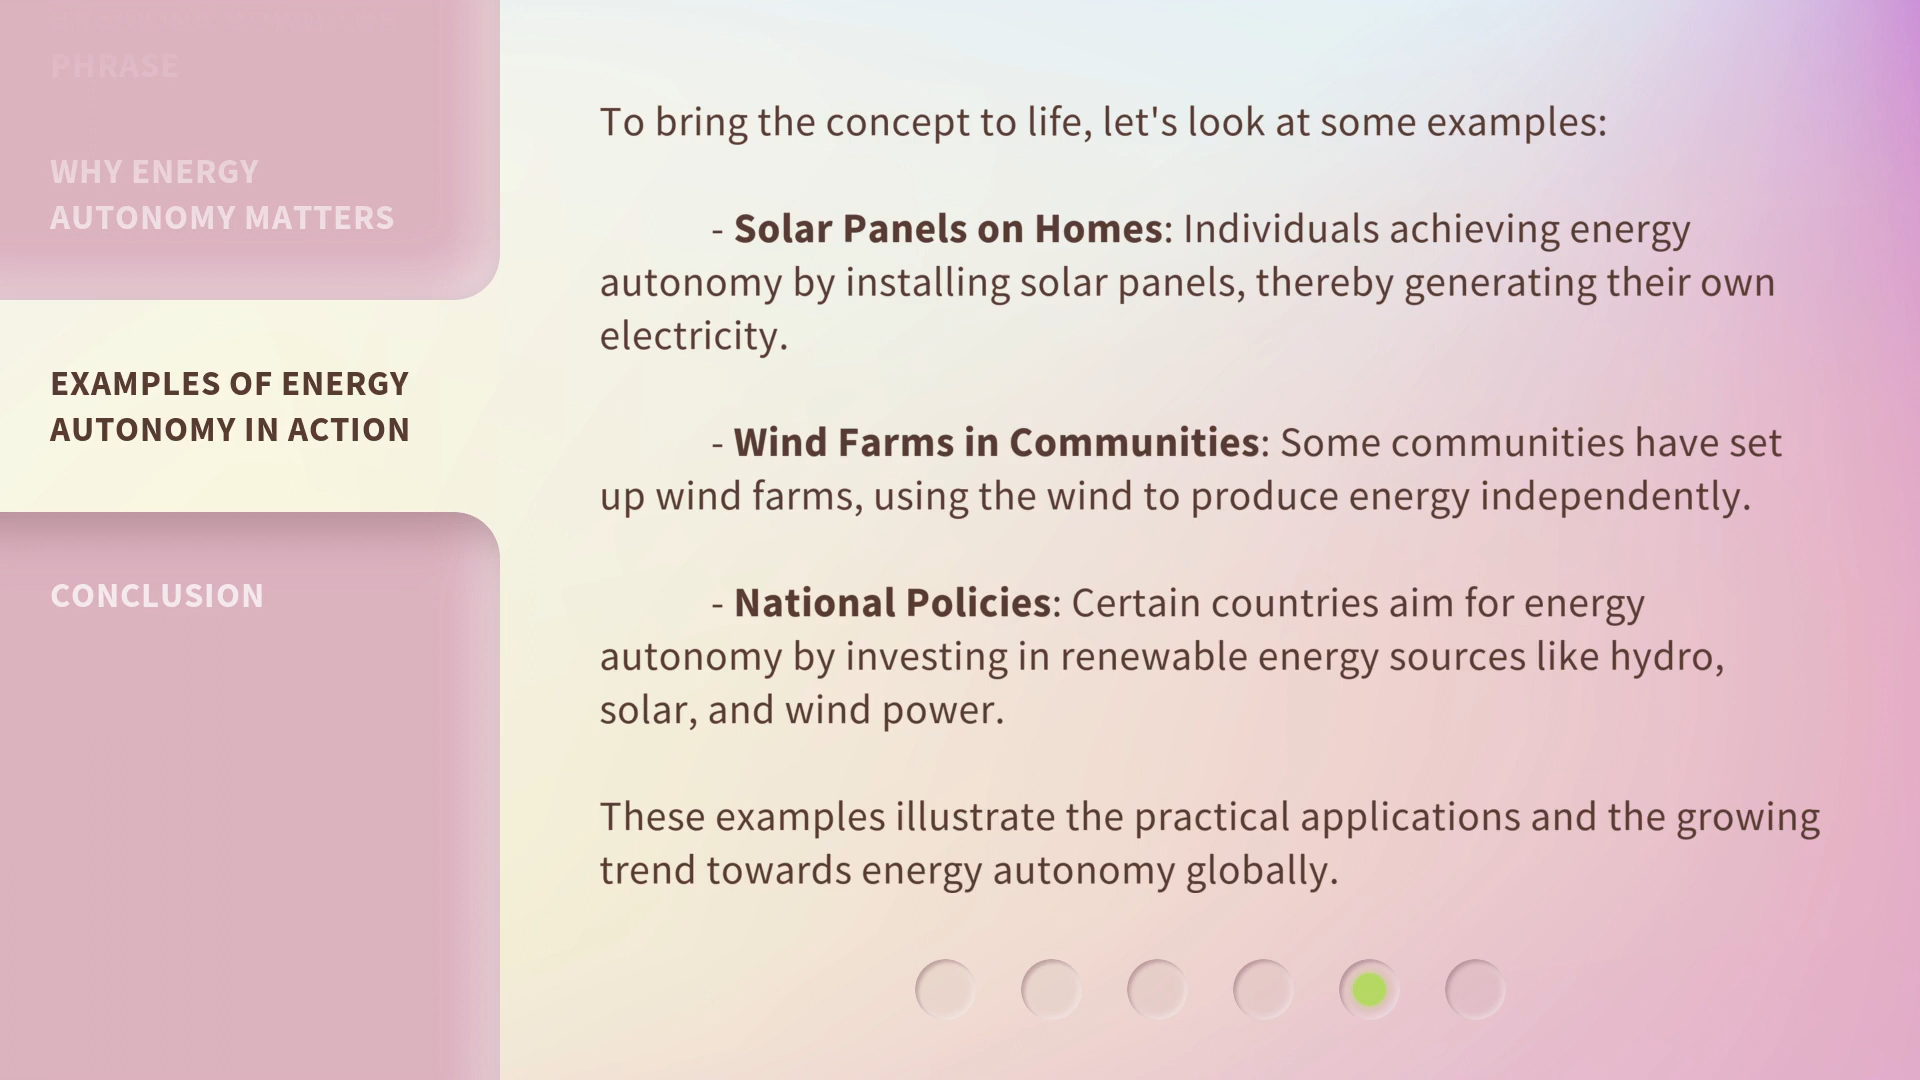 PHRASE
WHY ENERGY
AUTONOMY MATTERS
EXAMPLES OF ENERGY
AUTONOMY IN ACTION
CONCLUSION
To bring the concept to life, let's look at some examples:
- Solar Panels on Homes: Individuals achieving energy
autonomy by installing solar panels, thereby generating their own
electricity.
- Wind Farms in Communities: Some communities have set
up wind farms, using the wind to produce energy independently.
- National Policies: Certain countries aim for energy
autonomy by investing in renewable energy sources like hydro,
solar, and wind power.
These examples illustrate the practical applications and the growing
trend towards energy autonomy globally.